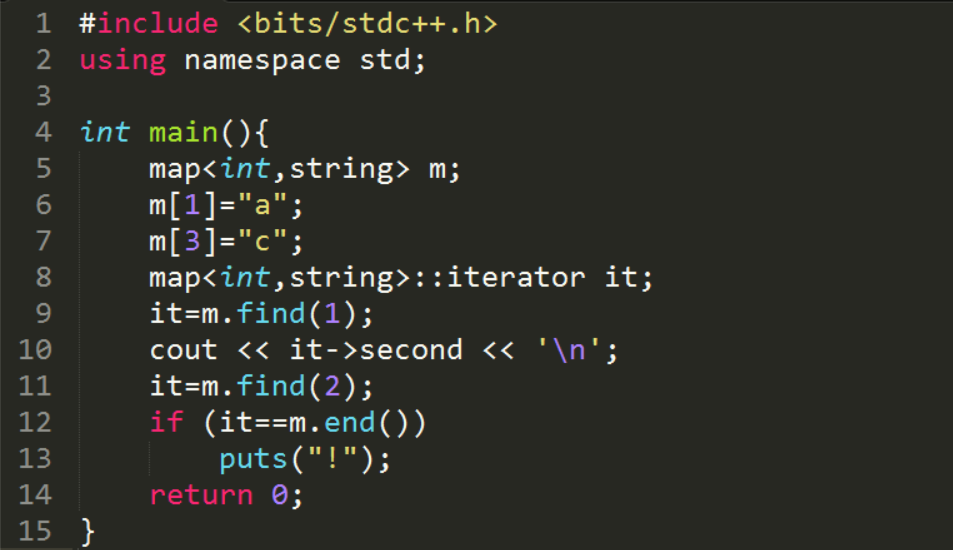 1 #include <bits/stdc++.h>
2 using namespace std;
3
4 int main(){
5     map<int,string> m;
6     m[1]="a";
7     m[3]="c";
8     map<int,string>::iterator it;
9     it=m.find(1);
10     cout << it->second << '\n';
11     it=m.find(2);
12     if (it==m.end())
13         puts("!");
14     return 0;
15 }